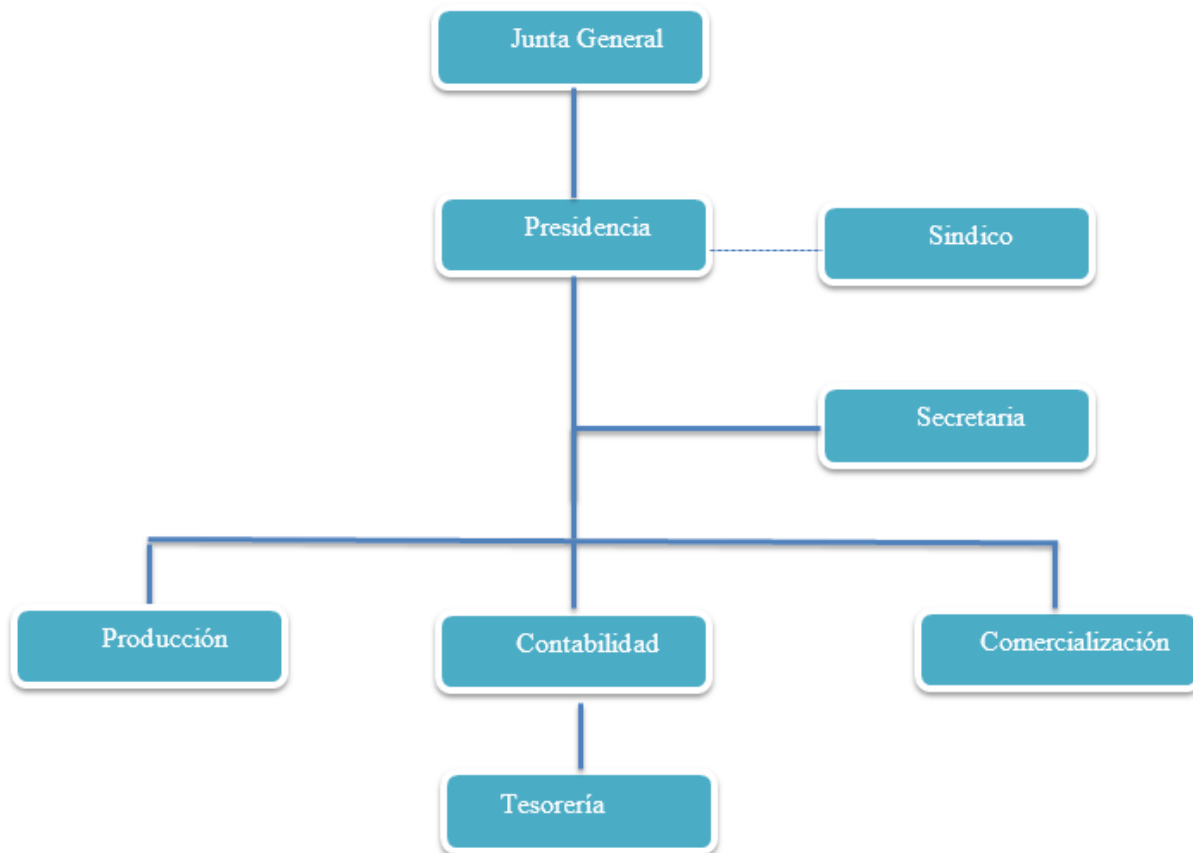 Junta General
Presidencia
Sindico
Secretaria
Producción
Contabilidad
Comercialización
Tesorería